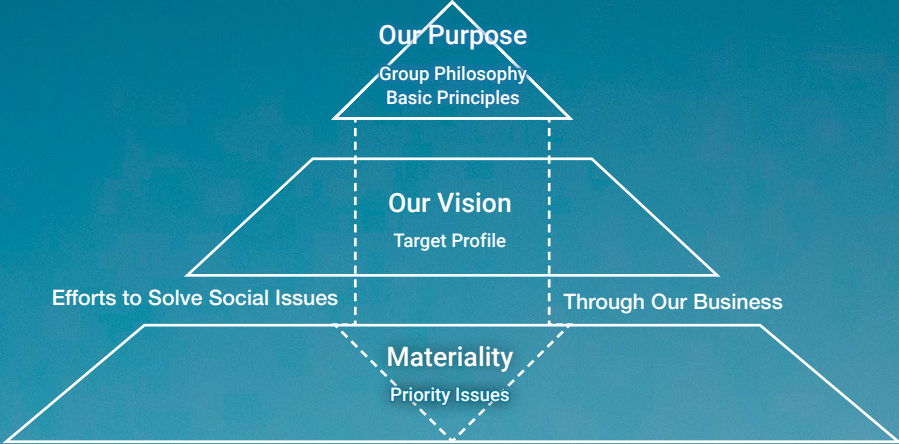 Our Purpose
Group Philosophy
Basic Principles
Our Vision
Target Profile
Efforts to Solve Social Issues
Through Our Business
Materiality
Priority Issues